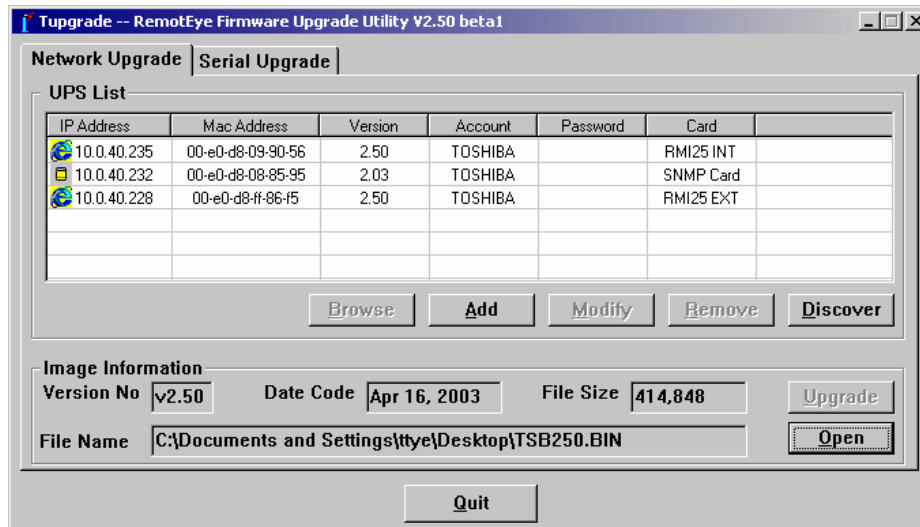 Tupgrade -- RemotEye Firmware Upgrade Utility V2.50 beta1
Network Upgrade Serial Upgrade
UPS List
IP Address Mac Address Version Account Password Card
10.0.40.235 00-e0-d8-09-90-56 2.50 TOSHIBA RMI25 INT
10.0.40.232 00-e0-d8-08-85-95 2.03 TOSHIBA SNMP Card
10.0.40.228 00-e0-d8-ff-86-f5 2.50 TOSHIBA RMI25 EXT
Browse Add Modify Remove Discover
Image Information
Version No v2.50 Date Code Apr 16, 2003 File Size 414,848 Upgrade
File Name C:\Documents and Settings\ttye\Desktop\TSB250.BIN Open
Quit